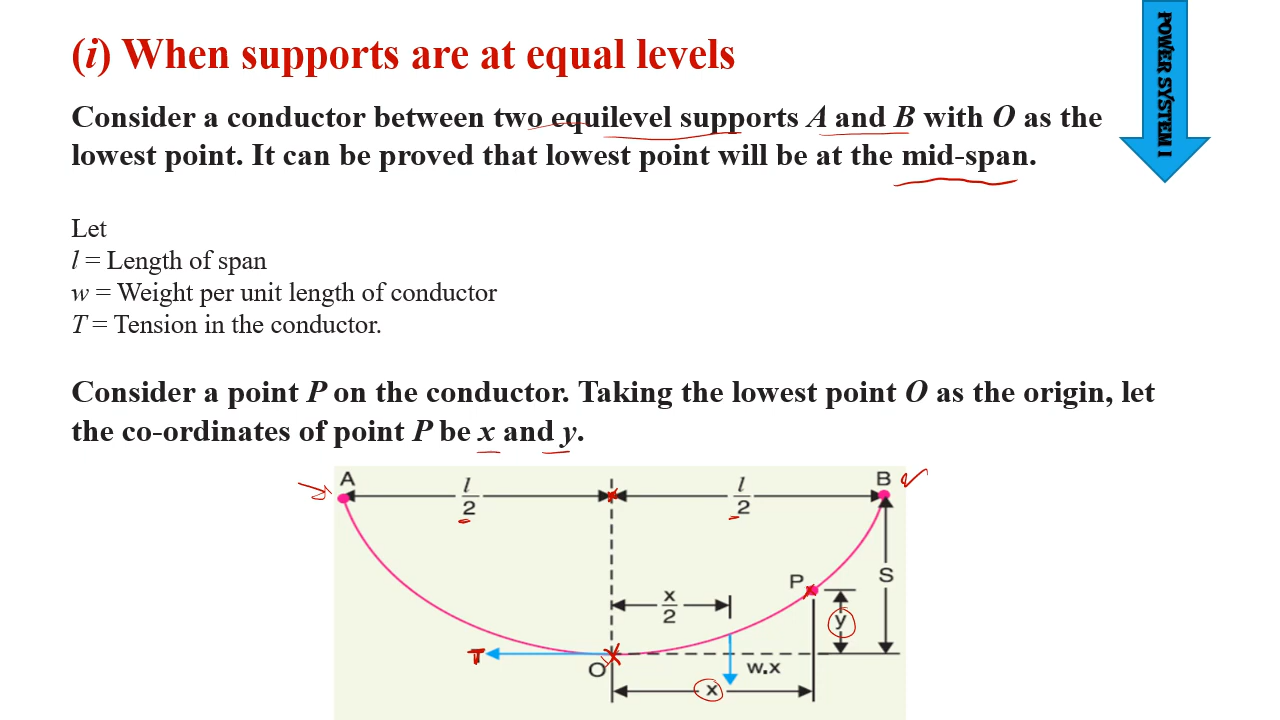 (i) When supports are at equal levels
POWER SYSTEM I
Consider a conductor between two equilevel supports A and B with O as the
lowest point. It can be proved that lowest point will be at the mid-span.
Let
l = Length of span
w = Weight per unit length of conductor
T = Tension in the conductor.
Consider a point P on the conductor. Taking the lowest point O as the origin, let
the co-ordinates of point P be x and y.
A
l/2
l/2
B
P
S
x/2
y
T
O
w.x
x